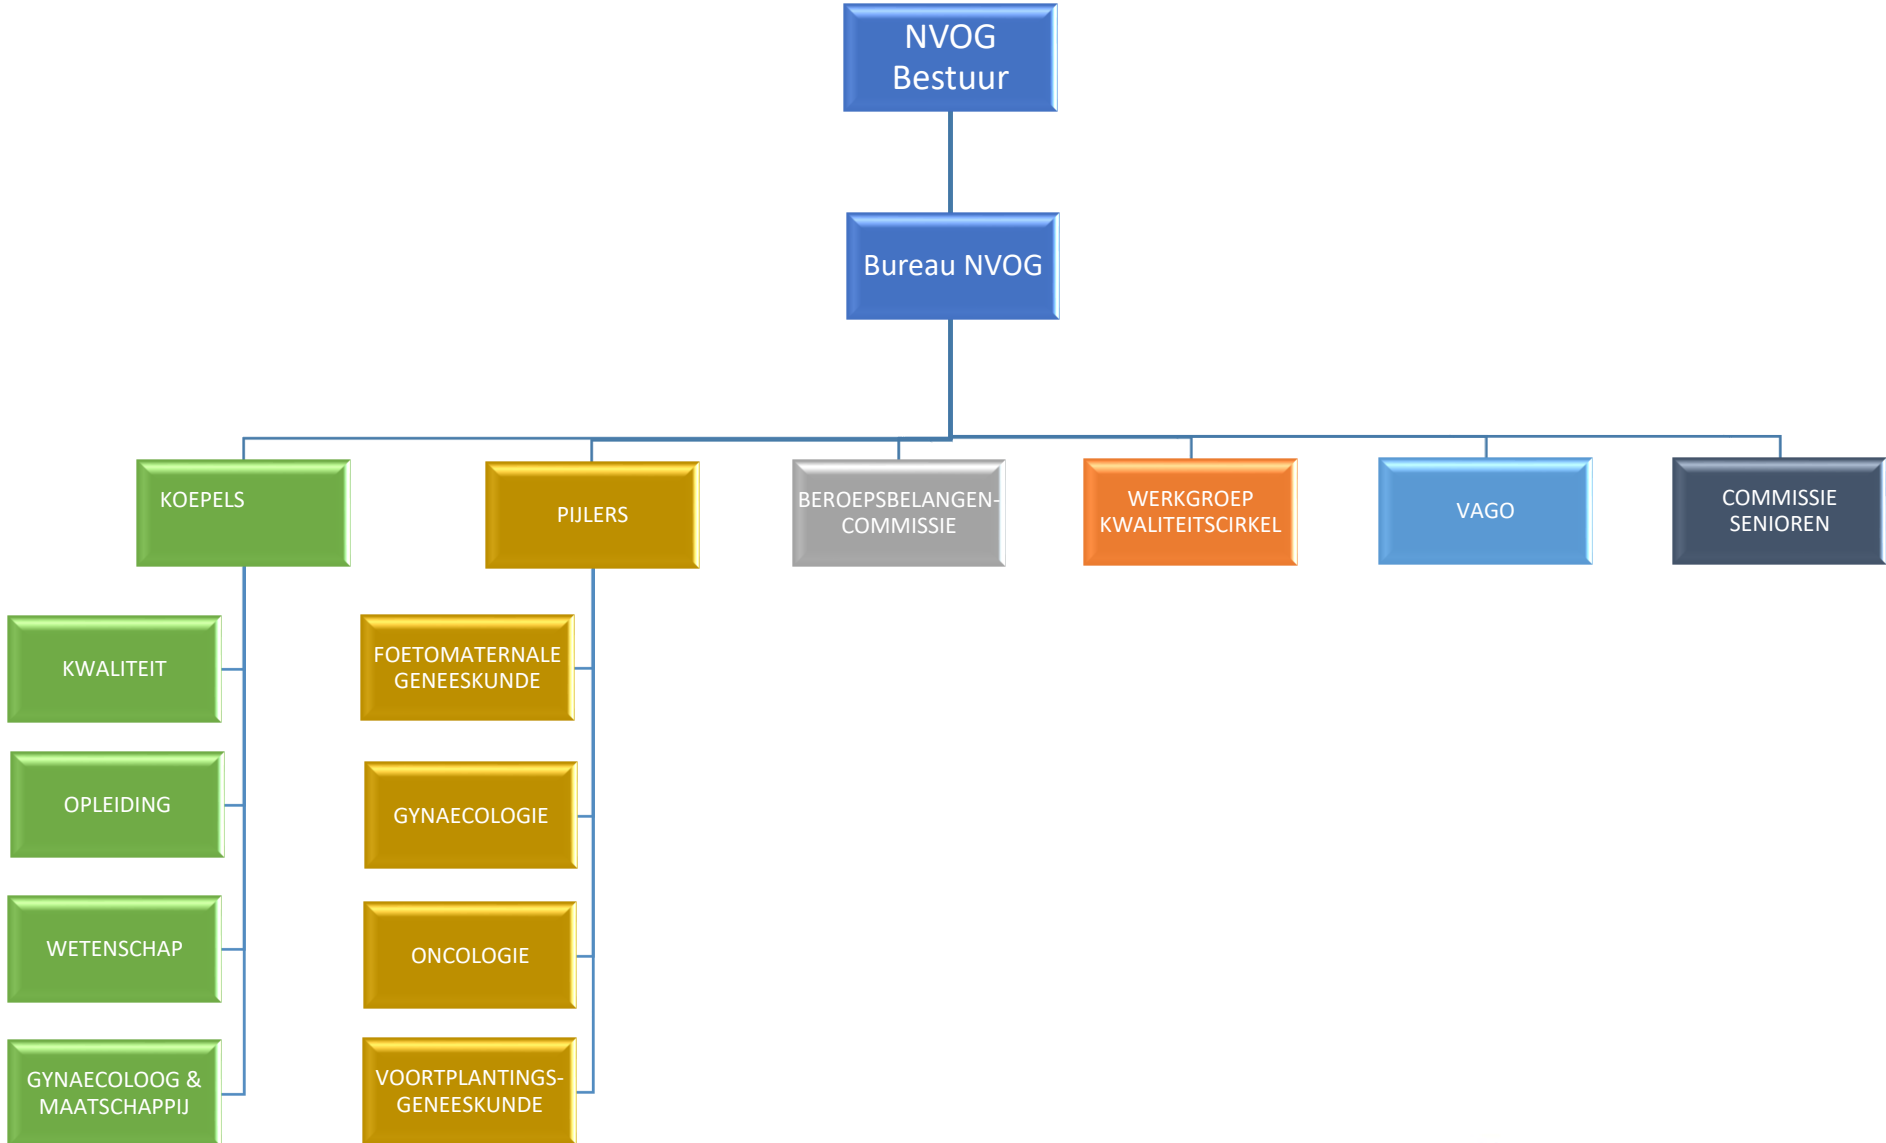 NVOG
Bestuur
Bureau NVOG
KOEPELS
PIJLERS
BEROEPSBELANGEN-
COMMISSIE
WERKGROEP
KWALITEITSCIRKEL
VAGO
COMMISSIE
SENIOREN
KWALITEIT
OPLEIDING
WETENSCHAP
GYNAECOLOOG &
MAATSCHAPPIJ
FOETOMATERNALE
GENEESKUNDE
GYNAECOLOGIE
ONCOLOGIE
VOORTPLANTINGS-
GENEESKUNDE